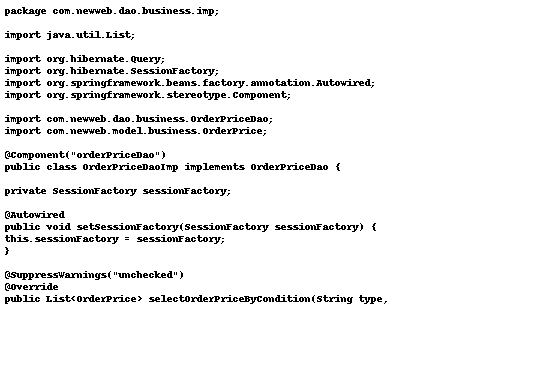 package com.newweb.dao.business.imp;

import java.util.List;

import org.hibernate.Query;
import org.hibernate.SessionFactory;
import org.springframework.beans.factory.annotation.Autowired;
import org.springframework.stereotype.Component;

import com.newweb.dao.business.OrderPriceDao;
import com.newweb.model.business.OrderPrice;

@Component("orderPriceDao")
public class OrderPriceDaoImp implements OrderPriceDao {

private SessionFactory sessionFactory;

@Autowired
public void setSessionFactory(SessionFactory sessionFactory) {
this.sessionFactory = sessionFactory;
}

@SuppressWarnings("unchecked")
@Override
public List<OrderPrice> selectOrderPriceByCondition(String type,